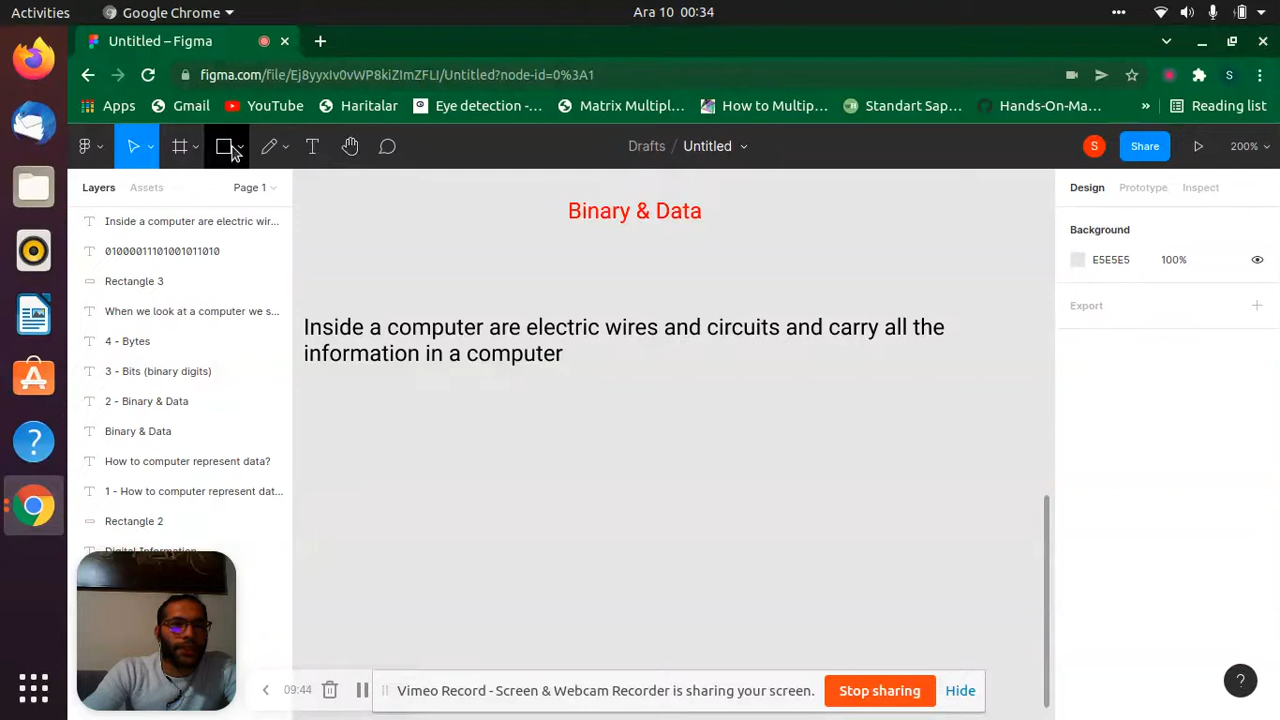 Activities
Google Chrome
Ara 10 00:34
Untitled – Figma
figma.com/file/Ej8yyxIv0vWP8kiZImZFLI/Untitled?node-id=0%3A1
S
Apps
Gmail
YouTube
Haritalar
Eye detection -...
Matrix Multipl...
How to Multip...
Standart Sap...
Hands-On-Ma...
»
Reading list
T
Drafts / Untitled
S
Share
200%
Layers
Assets
Page 1
Design
Prototype
Inspect
Inside a computer are electric wir...
01000011101001011010
Rectangle 3
When we look at a computer we s...
4 - Bytes
3 - Bits (binary digits)
2 - Binary & Data
Binary & Data
How to computer represent data?
1 - How to computer represent dat...
Rectangle 2
Digital Information
Binary & Data
Inside a computer are electric wires and circuits and carry all the
information in a computer
Background
E5E5E5 100%
Export
09:44
Vimeo Record - Screen & Webcam Recorder is sharing your screen.
Stop sharing
Hide
?